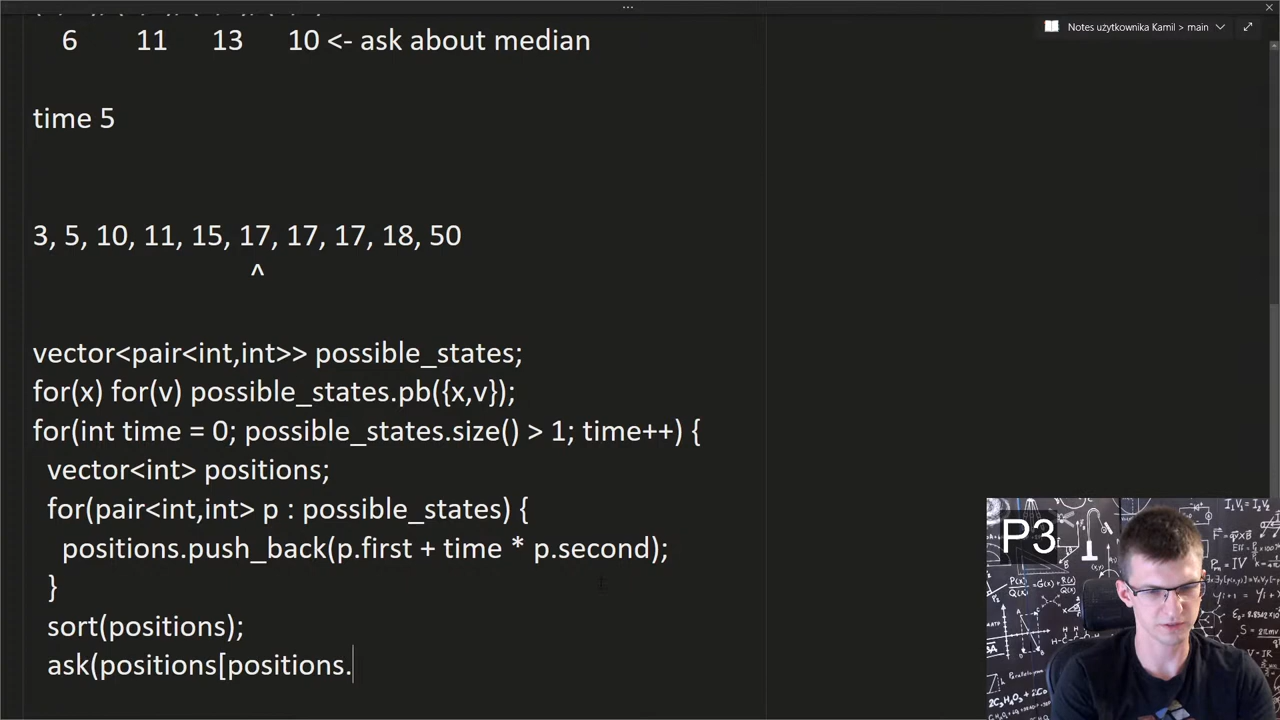 ...
Notes użytkownika Kamil > main
6 11 13 10 <- ask about median
time 5
3, 5, 10, 11, 15, 17, 17, 17, 18, 50
^
vector<pair<int,int>> possible_states;
for(x) for(v) possible_states.pb({x,v});
for(int time = 0; possible_states.size() > 1; time++) {
vector<int> positions;
for(pair<int,int> p : possible_states) {
positions.push_back(p.first + time * p.second);
}
sort(positions);
ask(positions[positions.
P3